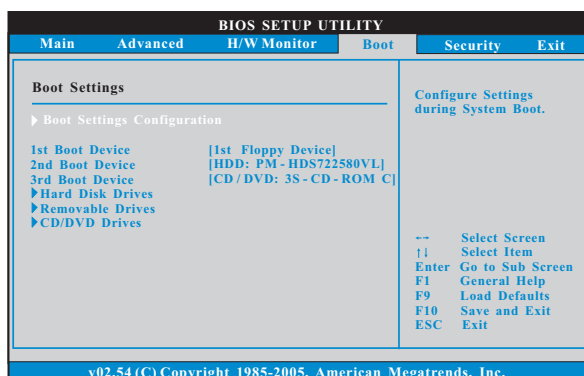 BIOS SETUP UTILITY
Main Advanced H/W Monitor Boot Security Exit
Boot Settings
Boot Settings Configuration
1st Boot Device [1st Floppy Device]
2nd Boot Device [HDD: PM-HDS722580VL]
3rd Boot Device [CD/DVD: 3S-CD-ROM C]
Hard Disk Drives
Removable Drives
CD/DVD Drives
Configure Settings
during System Boot.
←→ Select Screen
↑↓ Select Item
Enter Go to Sub Screen
F1 General Help
F9 Load Defaults
F10 Save and Exit
ESC Exit
v02.54 (C) Copyright 1985-2005, American Megatrends, Inc.